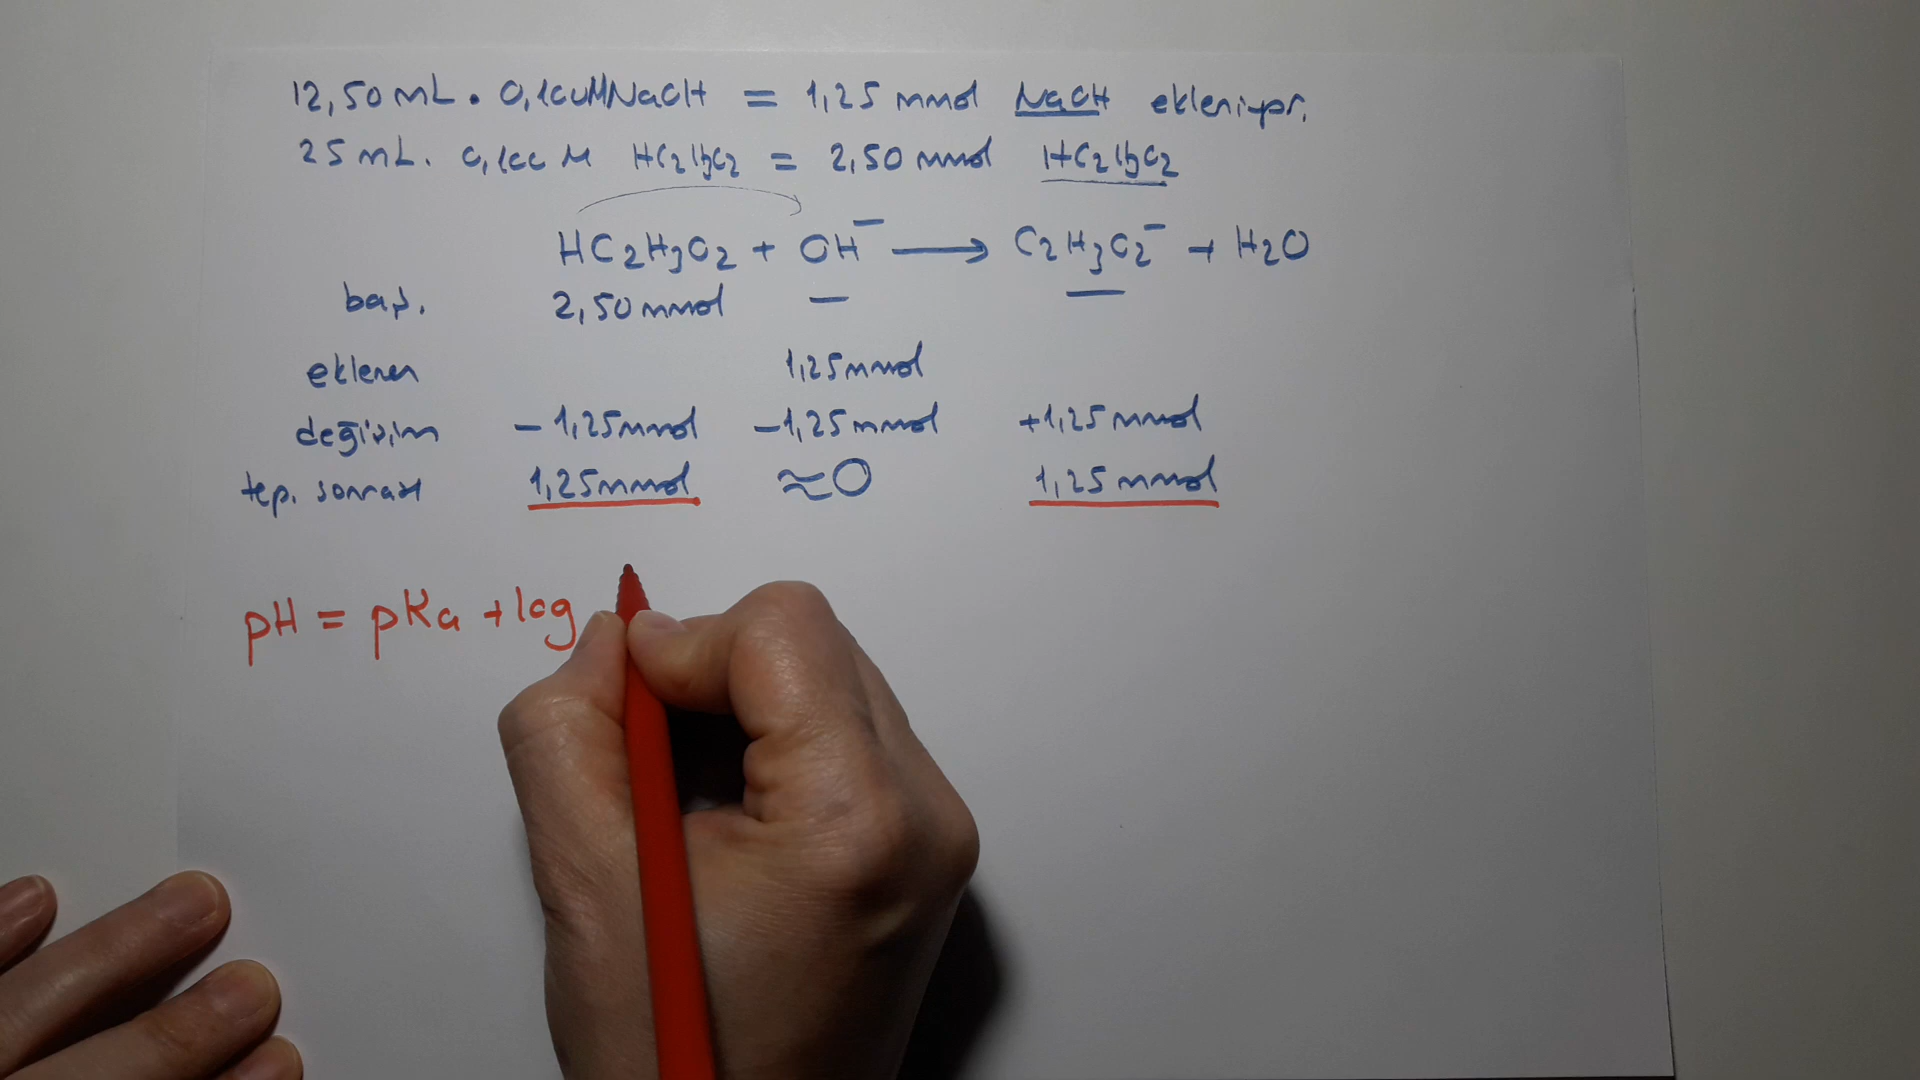 12,50 mL . 0,100 M NaOH = 1,25 mmol NaOH ekleniyor.
25 mL . 0,100 M HC₂H₃O₂ = 2,50 mmol HC₂H₃O₂
HC₂H₃O₂ + OH⁻ ⟶ C₂H₃O₂⁻ + H₂O
baş. 2,50 mmol — —
eklenen 1,25 mmol
değişim -1,25 mmol -1,25 mmol +1,25 mmol
tep. sonrası 1,25 mmol ≈0 1,25 mmol
pH = pKa + log